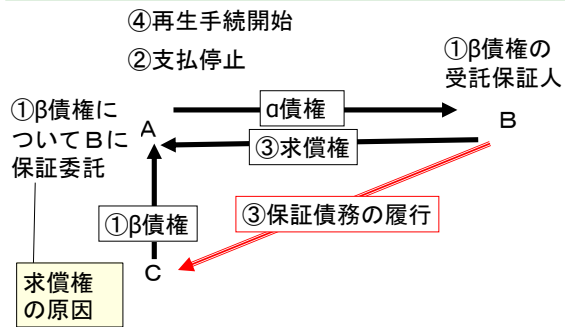 ④再生手続開始
②支払停止
①β債権の
受託保証人
①β債権に
ついてBに
保証委託
A
α債権
B
③求償権
①β債権
③保証債務の履行
C
求償権
の原因